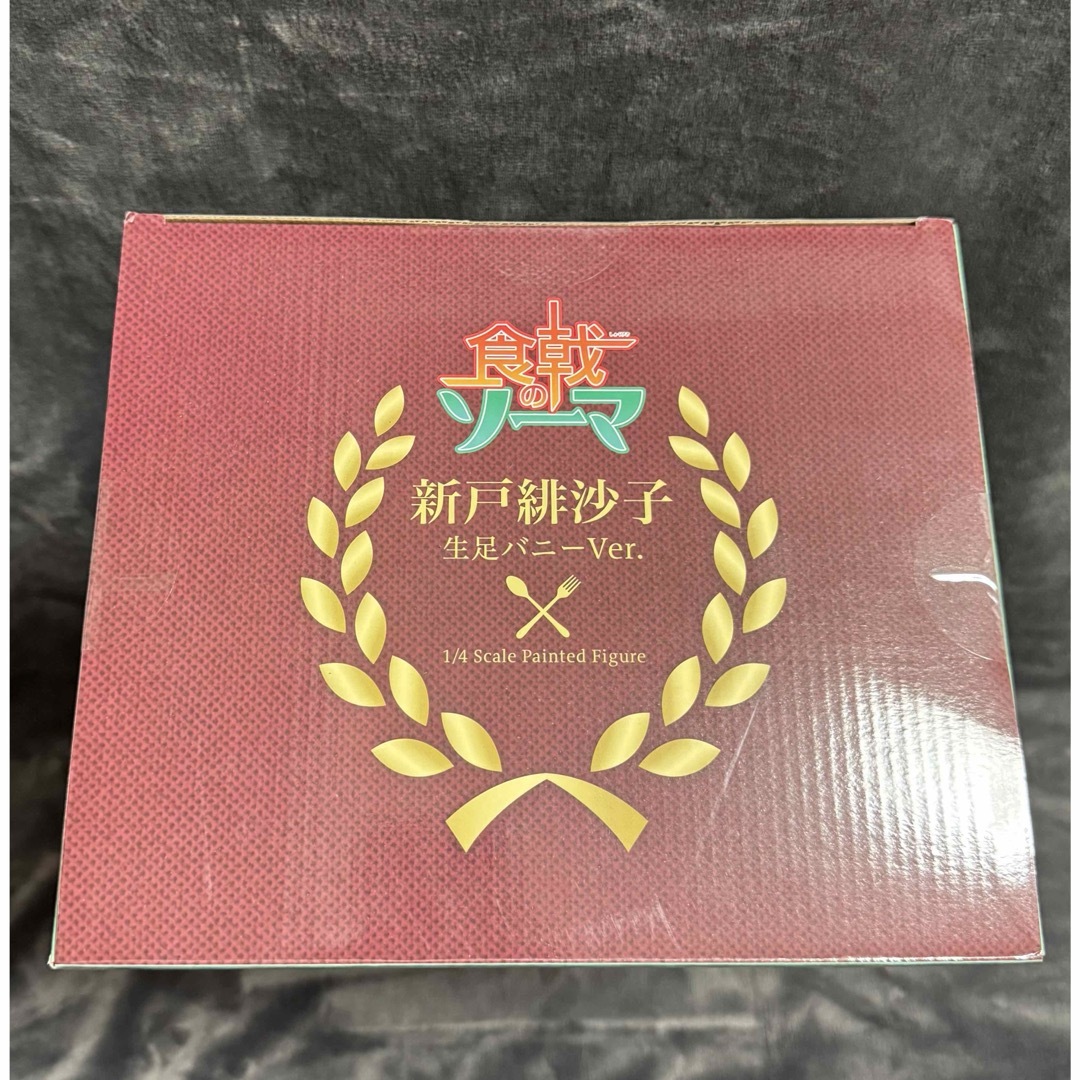 食戟の
ソーマ
新戸緋沙子
生足バニーVer.
1/4 Scale Painted Figure